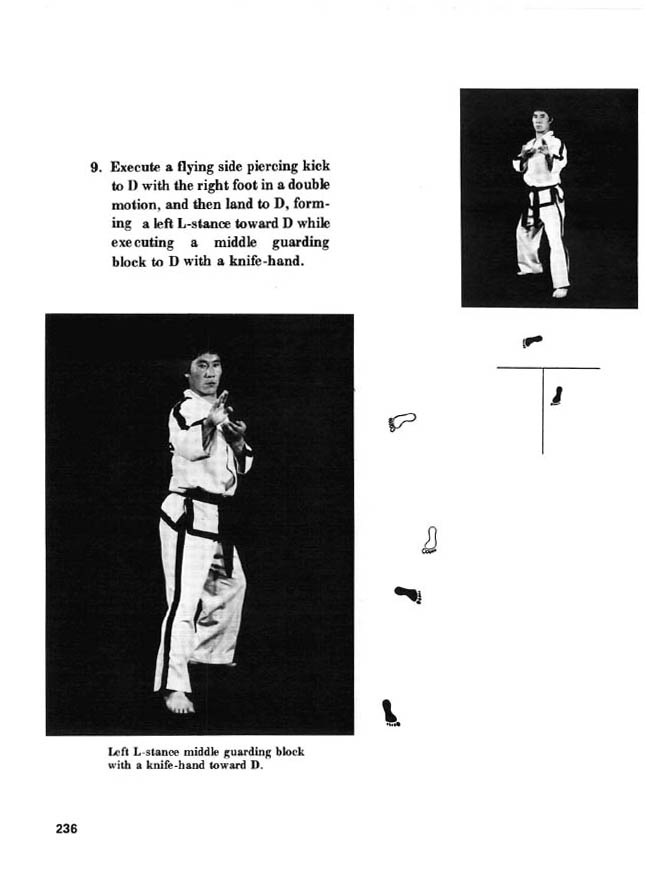 9. Execute a flying side piercing kick
to D with the right foot in a double
motion, and then land to D, form-
ing a left L-stance toward D while
executing a middle guarding
block to D with a knife-hand.
Left L-stance middle guarding block
with a knife-hand toward D.
236